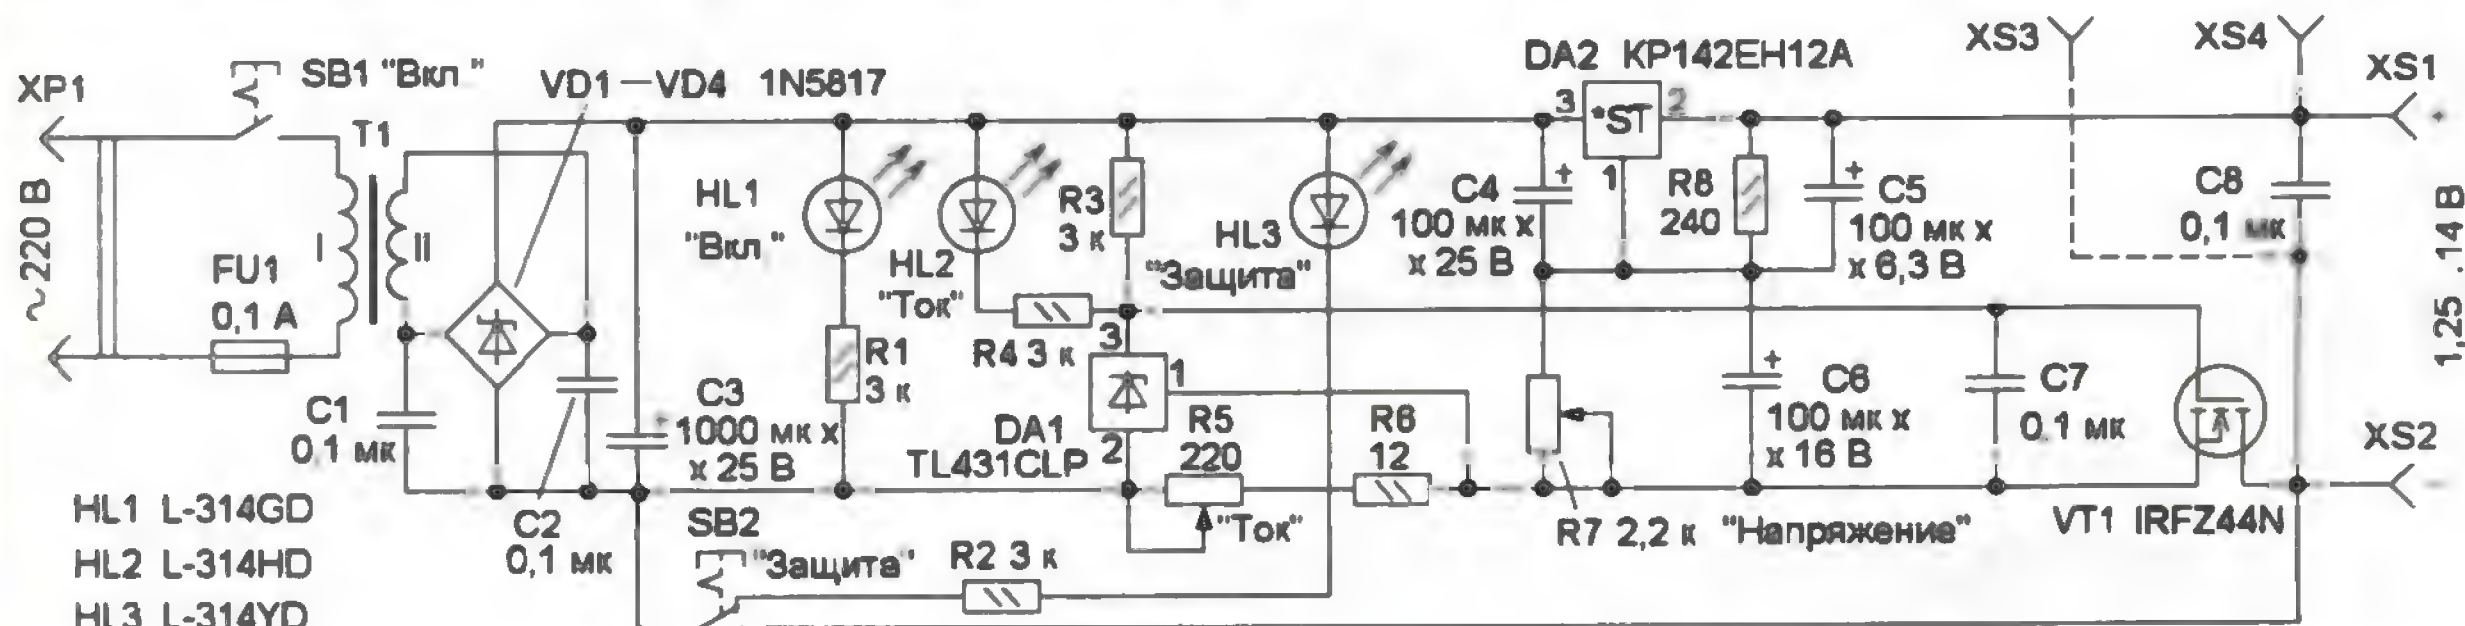 XP1
SB1 "Вкл "
VD1—VD4 1N5817
DA2 КР142ЕН12А
XS3
XS4
XS1
+
~220 В
T1
I
II
FU1
0,1 А
C1
0,1 мк
C2
0,1 мк
C3
+
1000 мк х
х 25 В
HL1
"Вкл "
R1
3 к
HL2
"Ток"
R3
3 к
R4 3 к
3
1
2
DA1
TL431CLP
HL3
"Защита"
R5
220
"Ток"
R6
12
3
*ST
2
1
C4
+
100 мк х
х 25 В
R8
240
C5
+
100 мк х
х 6,3 В
C8
0,1 мк
1,25 . 14 В
C6
+
100 мк х
х 16 В
C7
0,1 мк
XS2
−
R7 2,2 к "Напряжение"
VT1 IRFZ44N
SB2
"Защита"
R2 3 к
HL1 L-314GD
HL2 L-314HD
HL3 L-314YD